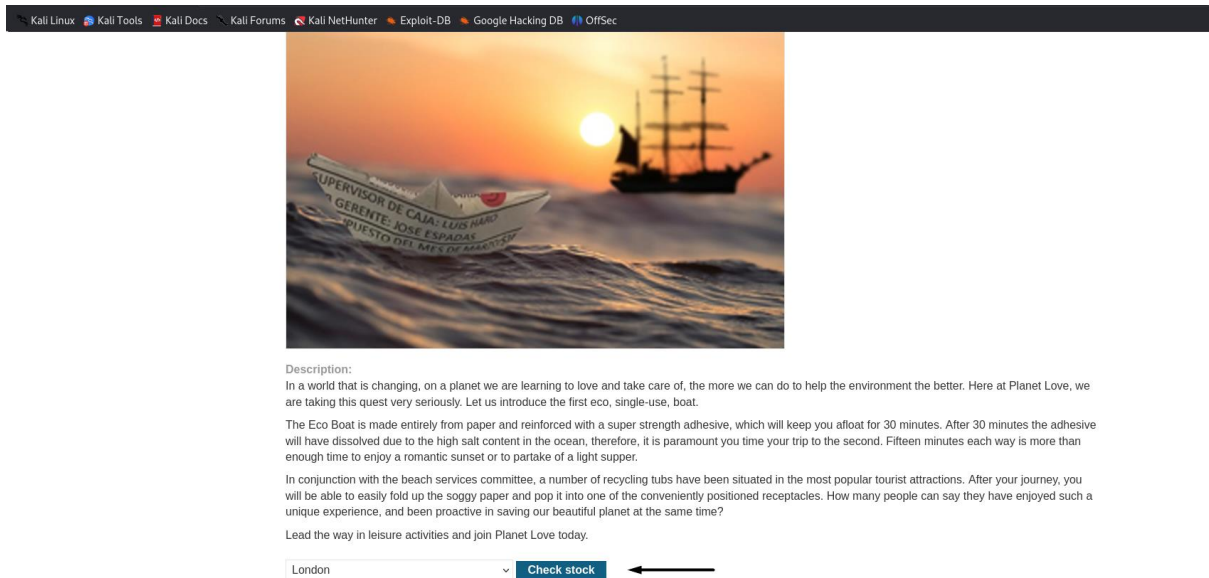 Kali Linux Kali Tools Kali Docs Kali Forums Kali NetHunter Exploit-DB Google Hacking DB OffSec
SUPERVISOR DE CAJA: LUIS HARO
GERENTE: JOSE ESPADAS
PUESTO DEL MES DE
Description:
In a world that is changing, on a planet we are learning to love and take care of, the more we can do to help the environment the better. Here at Planet Love, we
are taking this quest very seriously. Let us introduce the first eco, single-use, boat.
The Eco Boat is made entirely from paper and reinforced with a super strength adhesive, which will keep you afloat for 30 minutes. After 30 minutes the adhesive
will have dissolved due to the high salt content in the ocean, therefore, it is paramount you time your trip to the second. Fifteen minutes each way is more than
enough time to enjoy a romantic sunset or to partake of a light supper.
In conjunction with the beach services committee, a number of recycling tubs have been situated in the most popular tourist attractions. After your journey, you
will be able to easily fold up the soggy paper and pop it into one of the conveniently positioned receptacles. How many people can say they have enjoyed such a
unique experience, and been proactive in saving our beautiful planet at the same time?
Lead the way in leisure activities and join Planet Love today.
London Check stock